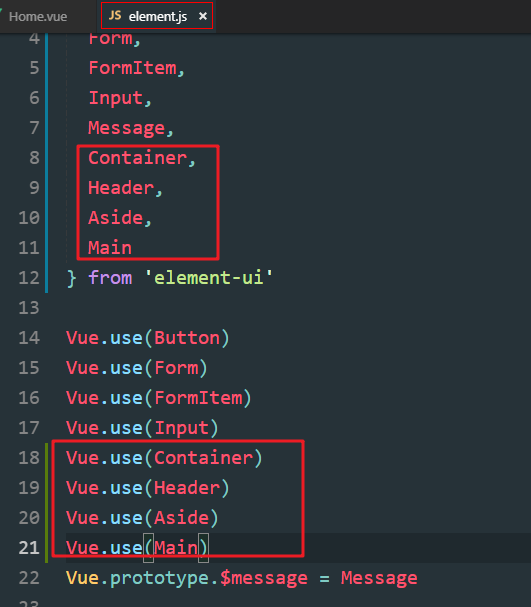 Home.vue JS element.js ×
4 Form,
5 FormItem,
6 Input,
7 Message,
8 Container,
9 Header,
10 Aside,
11 Main
12 } from 'element-ui'
13
14 Vue.use(Button)
15 Vue.use(Form)
16 Vue.use(FormItem)
17 Vue.use(Input)
18 Vue.use(Container)
19 Vue.use(Header)
20 Vue.use(Aside)
21 Vue.use(Main)
22 Vue.prototype.$message = Message
23